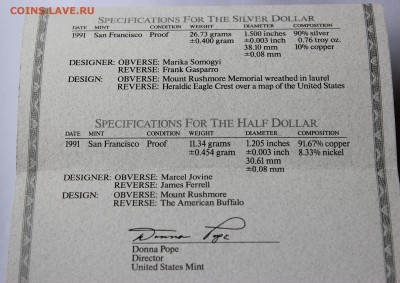 COINSS.LAV.RU
SPECIFICATIONS FOR THE SILVER DOLLAR
DATE MINT CONDITION WEIGHT DIAMETER COMPOSITION
1991 San Francisco Proof 26.73 grams 1.500 inches 90% silver
±0.400 gram ±0.003 inch 0.76 troy oz.
38.10 mm 10% copper
±0.08 mm
DESIGNER: OBVERSE: Marika Somogyi
REVERSE: Frank Gasparro
DESIGN: OBVERSE: Mount Rushmore Memorial wreathed in laurel
REVERSE: Heraldic Eagle Crest over a map of the United States
SPECIFICATIONS FOR THE HALF DOLLAR
DATE MINT CONDITION WEIGHT DIAMETER COMPOSITION
1991 San Francisco Proof 11.34 grams 1.205 inches 91.67% copper
±0.454 gram ±0.003 inch 8.33% nickel
30.61 mm
±0.08 mm
DESIGNER: OBVERSE: Marcel Jovine
REVERSE: James Ferrell
DESIGN: OBVERSE: Mount Rushmore
REVERSE: The American Buffalo
Donna Pope
Donna Pope
Director
United States Mint